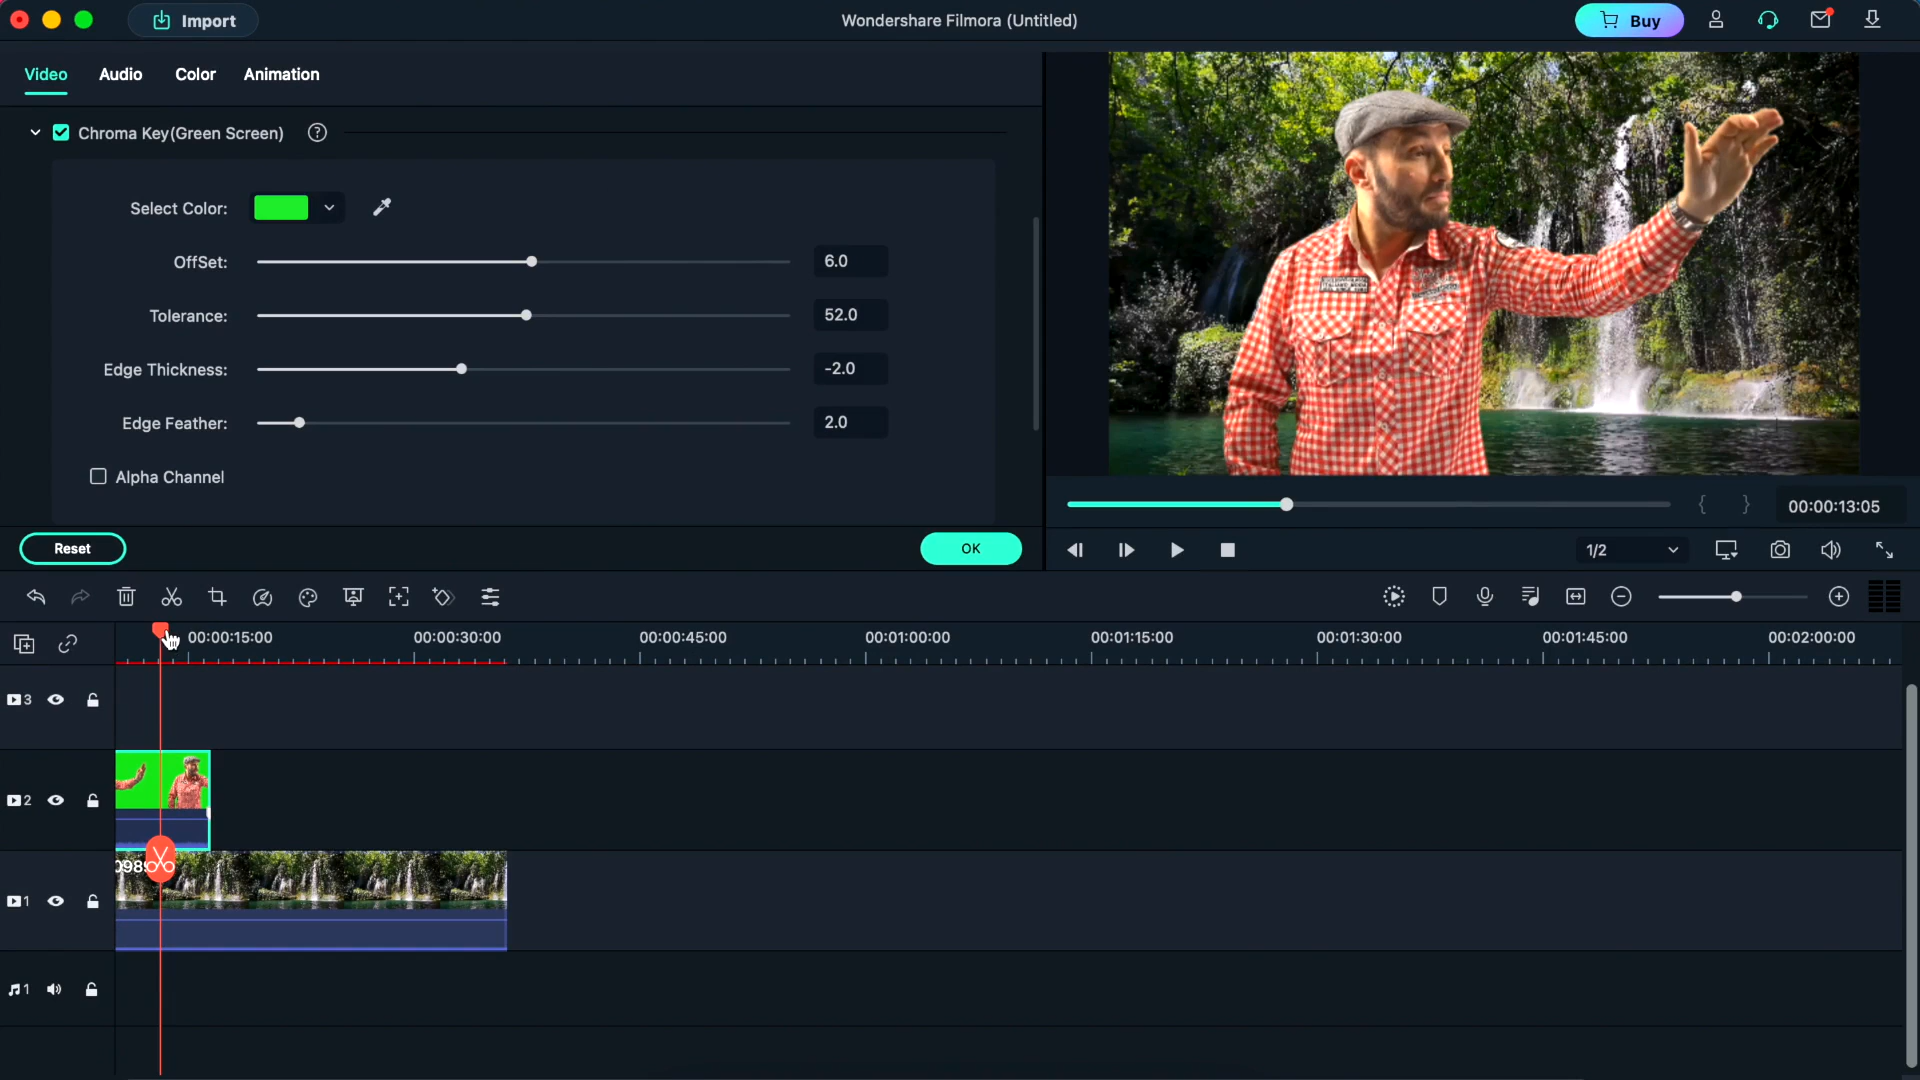 Import
Wondershare Filmora (Untitled)
Buy
Video Audio Color Animation
Chroma Key(Green Screen) ?
Select Color:
OffSet: 6.0
Tolerance: 52.0
Edge Thickness: -2.0
Edge Feather: 2.0
Alpha Channel
Reset
OK
{ } 00:00:13:05
1/2
00:00:15:00 00:00:30:00 00:00:45:00 00:01:00:00 00:01:15:00 00:01:30:00 00:01:45:00 00:02:00:00
3
2
098
1
1